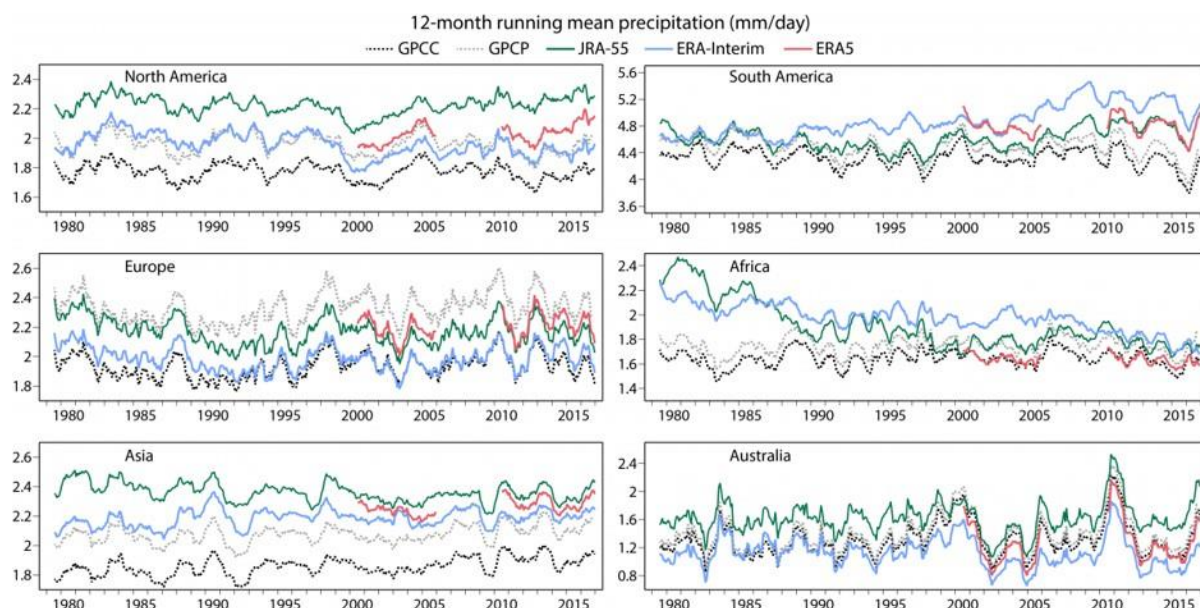 12-month running mean precipitation (mm/day)
GPCC GPCP JRA-55 ERA-Interim ERA5
North America
2.4
2.2
2
1.8
1.6
1980 1985 1990 1995 2000 2005 2010 2015
South America
5.6
5.2
4.8
4.4
4
3.6
1980 1985 1990 1995 2000 2005 2010 2015
Europe
2.6
2.4
2.2
2
1.8
1980 1985 1990 1995 2000 2005 2010 2015
Africa
2.4
2.2
2
1.8
1.6
1.4
1980 1985 1990 1995 2000 2005 2010 2015
Asia
2.4
2.2
2
1.8
1980 1985 1990 1995 2000 2005 2010 2015
Australia
2.4
2
1.6
1.2
0.8
1980 1985 1990 1995 2000 2005 2010 2015